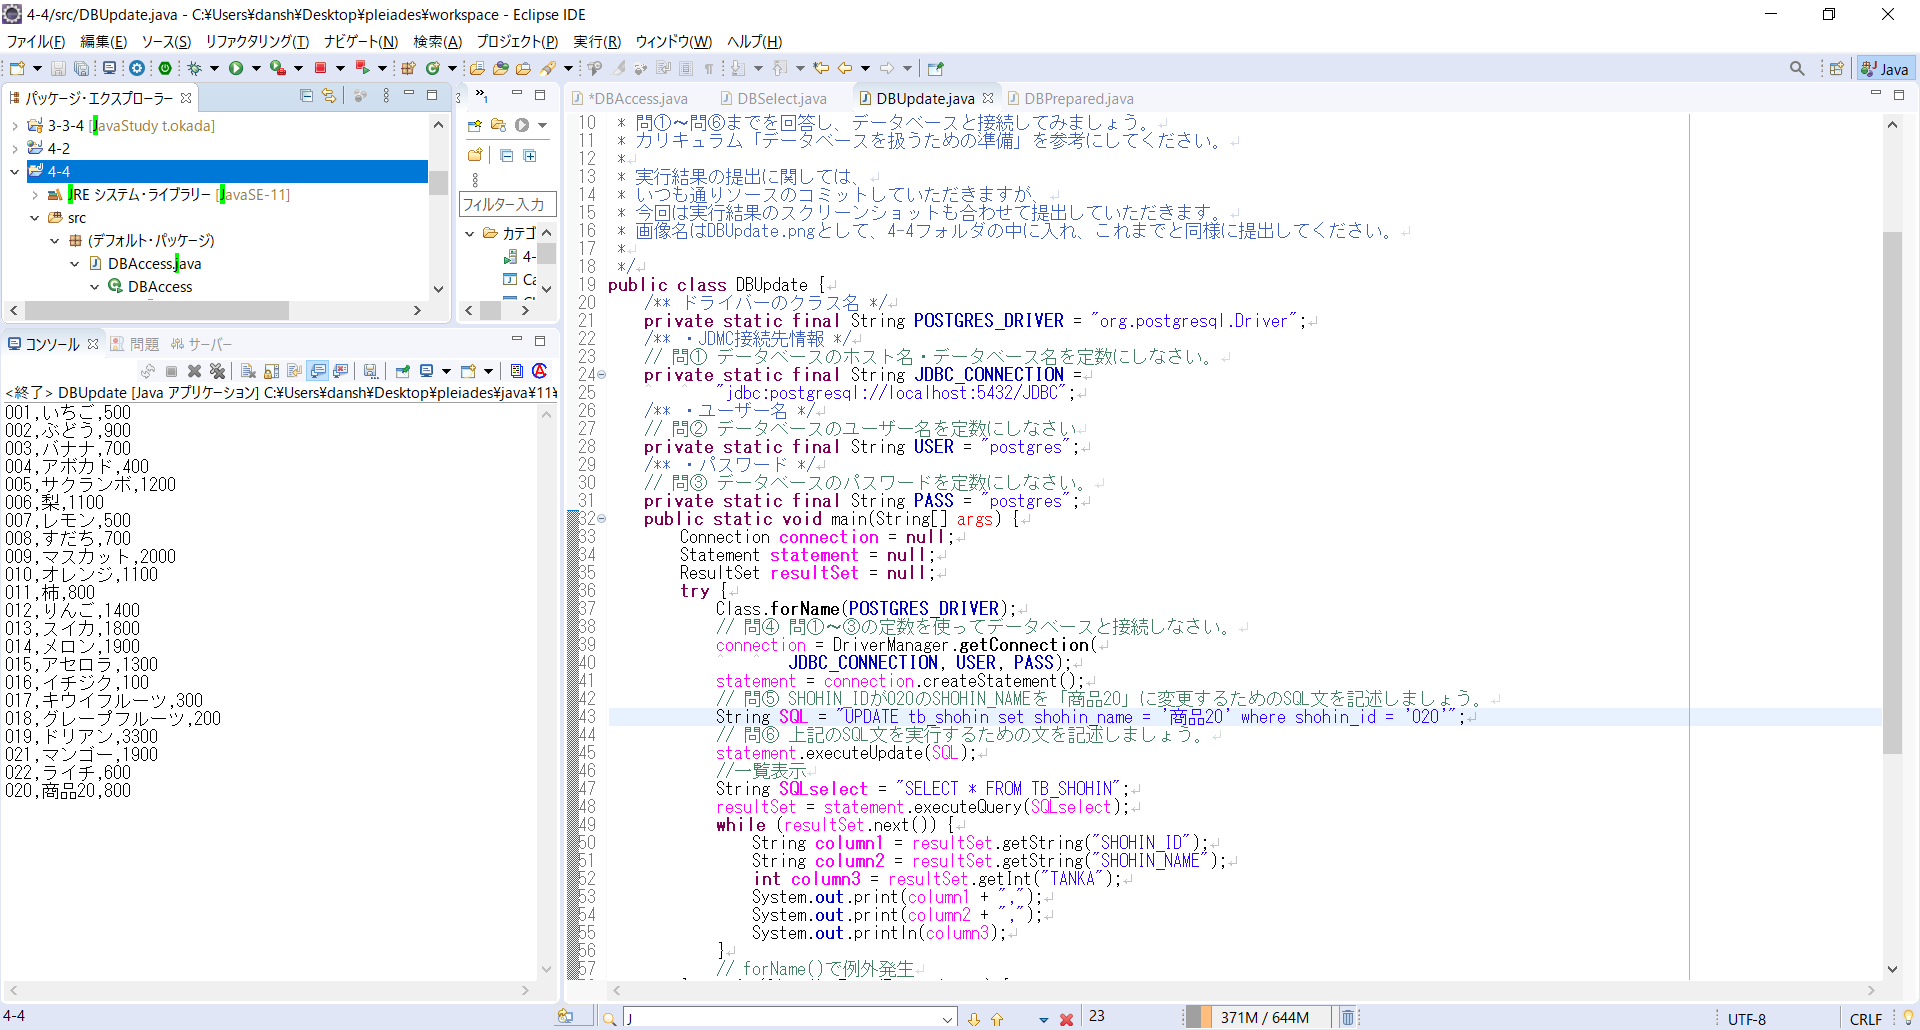 4-4/src/DBUpdate.java - C:¥Users¥dansh¥Desktop¥pleiades¥workspace - Eclipse IDE
ファイル(F) 編集(E) ソース(S) リファクタリング(T) ナビゲート(N) 検索(A) プロジェクト(P) 実行(R) ウィンドウ(W) ヘルプ(H)
Java
パッケージ・エクスプローラー
3-3-4 [JavaStudy t.okada]
4-2
4-4
JRE システム・ライブラリー [JavaSE-11]
src
(デフォルト・パッケージ)
DBAccess.java
DBAccess
フィルター入力
カテゴ
4-
Ca
コンソール 問題 サーバー
<終了> DBUpdate [Java アプリケーション] C:¥Users¥dansh¥Desktop¥pleiades¥java¥11¥
001,いちご,500
002,ぶどう,900
003,バナナ,700
004,アボカド,400
005,サクランボ,1200
006,梨,1100
007,レモン,500
008,すだち,700
009,マスカット,2000
010,オレンジ,1100
011,柿,800
012,りんご,1400
013,スイカ,1800
014,メロン,1900
015,アセロラ,1300
016,イチジク,100
017,キウイフルーツ,300
018,グレープフルーツ,200
019,ドリアン,3300
021,マンゴー,1900
022,ライチ,600
020,商品20,800
*DBAccess.java DBSelect.java DBUpdate.java DBPrepared.java
10 * 問①～問⑥までを回答し、データベースと接続してみましょう。
11 * カリキュラム「データベースを扱うための準備」を参考にしてください。
12 *
13 * 実行結果の提出に関しては、
14 * いつも通りソースのコミットしていただきますが、
15 * 今回は実行結果のスクリーンショットも合わせて提出していただきます。
16 * 画像名はDBUpdate.pngとして、4-4フォルダの中に入れ、これまでと同様に提出してください。
17 *
18 */
19 public class DBUpdate {
20 /** ドライバーのクラス名 */
21 private static final String POSTGRES_DRIVER = "org.postgresql.Driver";
22 /** ・JDMC接続先情報 */
23 // 問① データベースのホスト名・データベース名を定数にしなさい。
24 private static final String JDBC_CONNECTION =
25 "jdbc:postgresql://localhost:5432/JDBC";
26 /** ・ユーザー名 */
27 // 問② データベースのユーザー名を定数にしなさい
28 private static final String USER = "postgres";
29 /** ・パスワード */
30 // 問③ データベースのパスワードを定数にしなさい。
31 private static final String PASS = "postgres";
32 public static void main(String[] args) {
33 Connection connection = null;
34 Statement statement = null;
35 ResultSet resultSet = null;
36 try {
37 Class.forName(POSTGRES_DRIVER);
38 // 問④ 問①～③の定数を使ってデータベースと接続しなさい。
39 connection = DriverManager.getConnection(
40 JDBC_CONNECTION, USER, PASS);
41 statement = connection.createStatement();
42 // 問⑤ SHOHIN_IDが020のSHOHIN_NAMEを「商品20」に変更するためのSQL文を記述しましょう。
43 String SQL = "UPDATE tb_shohin set shohin_name = '商品20' where shohin_id = '020'";
44 // 問⑥ 上記のSQL文を実行するための文を記述しましょう。
45 statement.executeUpdate(SQL);
46 //一覧表示
47 String SQLselect = "SELECT * FROM TB_SHOHIN";
48 resultSet = statement.executeQuery(SQLselect);
49 while (resultSet.next()) {
50 String column1 = resultSet.getString("SHOHIN_ID");
51 String column2 = resultSet.getString("SHOHIN_NAME");
52 int column3 = resultSet.getInt("TANKA");
53 System.out.print(column1 + ",");
54 System.out.print(column2 + ",");
55 System.out.println(column3);
56 }
57 // forName()で例外発生
4-4
J
23
371M / 644M
UTF-8
CRLF